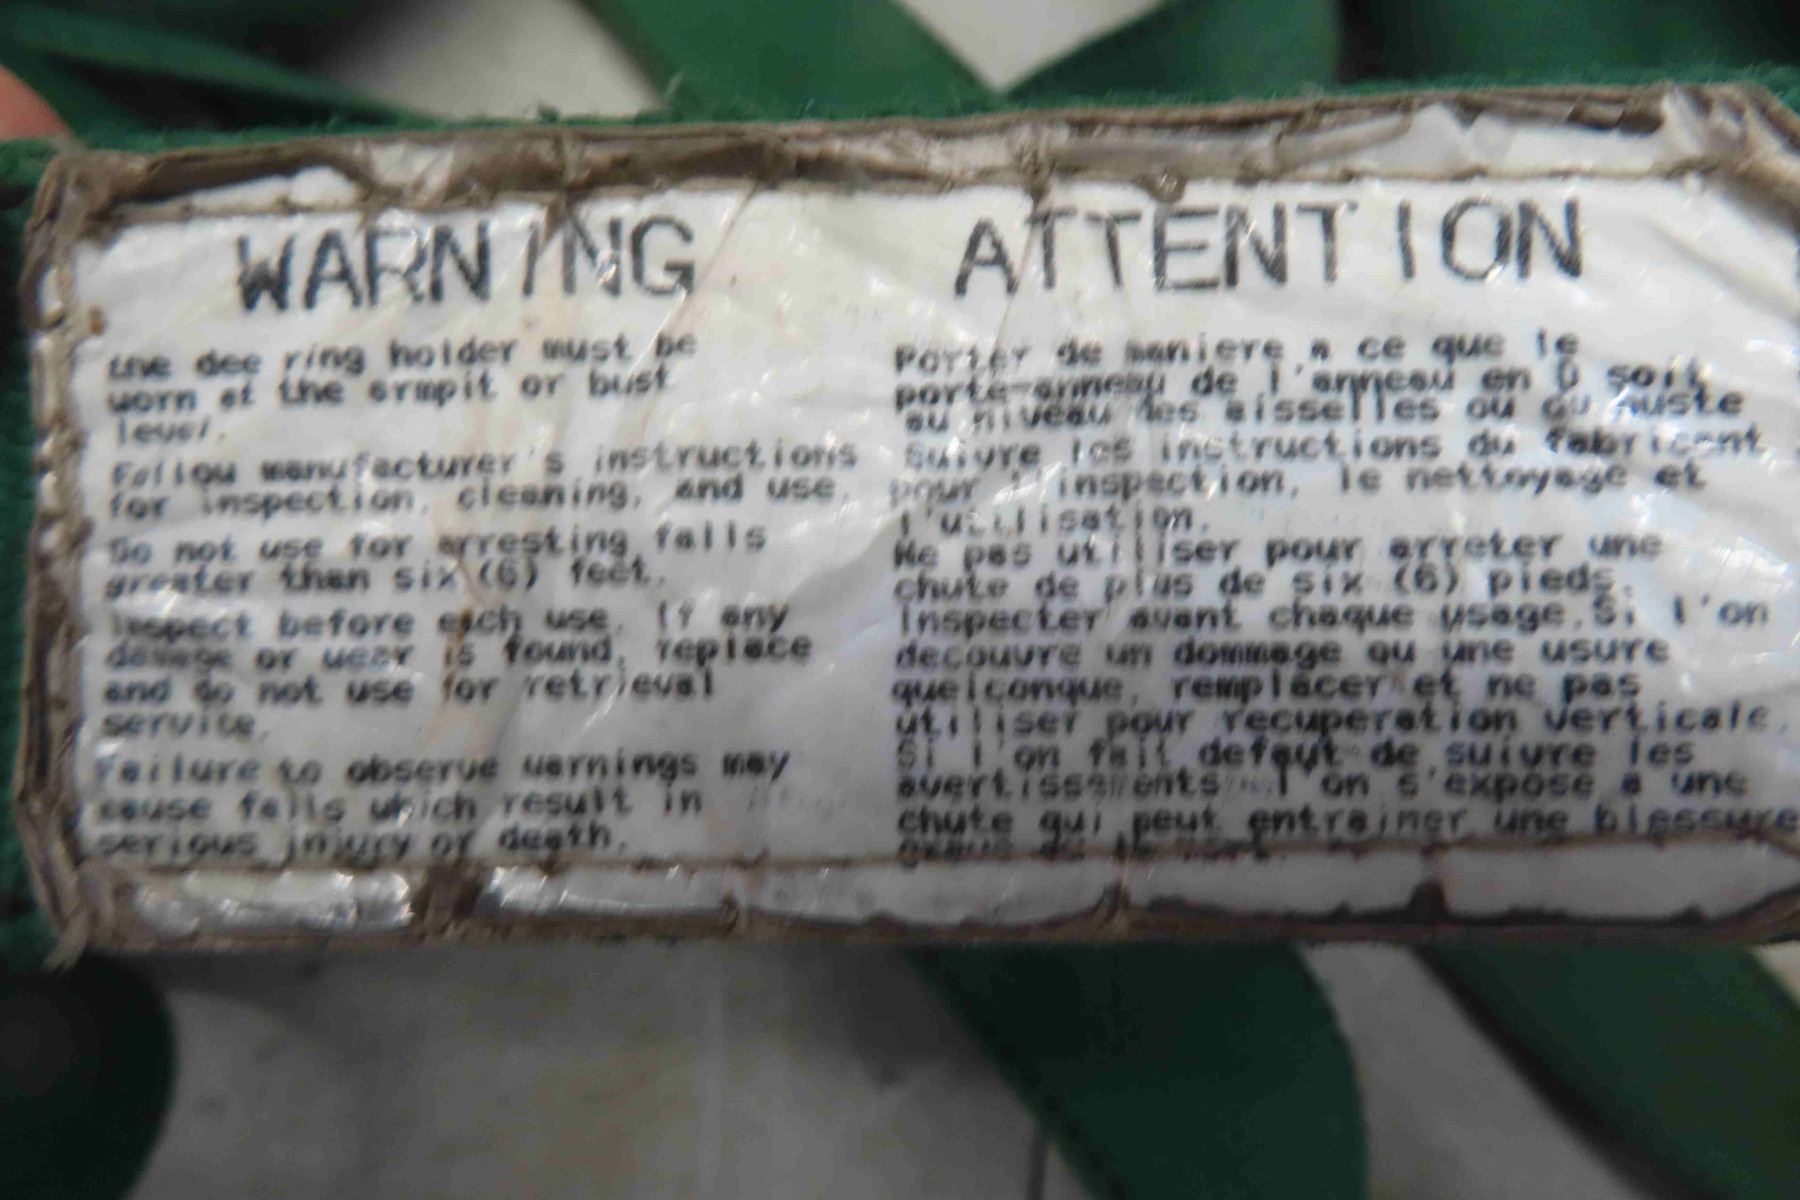 WARNING
the dee ring holder must be
worn at the armpit or bust
level.
Follow manufacturer's instructions
for inspection, cleaning, and use.
Do not use for arresting falls
greater than six (6) feet.
Inspect before each use. If any
damage or wear is found, replace
and do not use for retrieval
service.
Failure to observe warnings may
cause falls which result in
serious injury or death.
ATTENTION
Porter de maniere a ce que le
porte-anneau de l'anneau en D soit
au niveau des aisselles ou du buste
Suivre les instructions du fabricant
pour l'inspection, le nettoyage et
l'utilisation.
Ne pas utiliser pour arreter une
chute de plus de six (6) pieds.
Inspecter avant chaque usage.Si l'on
decouvre un dommage ou une usure
quelconque, remplacer et ne pas
utiliser pour recuperation verticale.
Si l'on fait defaut de suivre les
avertissements l'on s'expose a une
chute qui peut entrainer une blessure